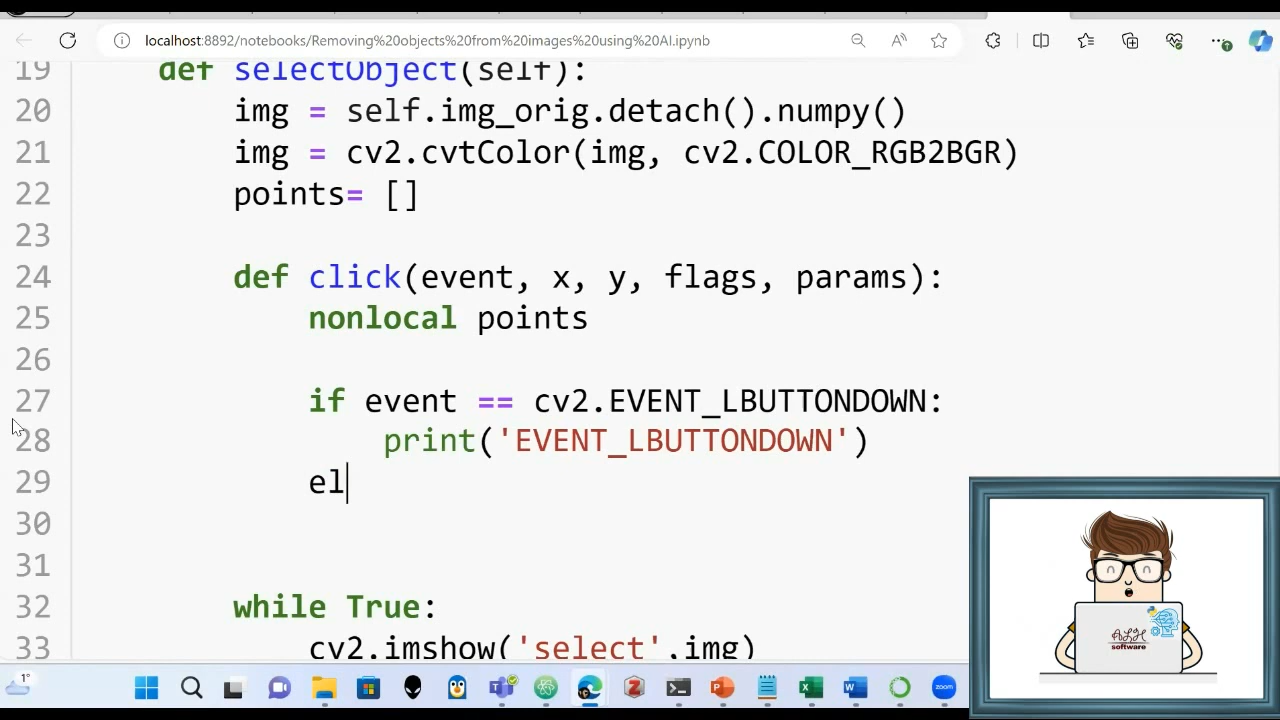 localhost:8892/notebooks/Removing%20objects%20from%20images%20using%20AI.ipynb
19 def selectObject(self):
20 img = self.img_orig.detach().numpy()
21 img = cv2.cvtColor(img, cv2.COLOR_RGB2BGR)
22 points= []
23
24 def click(event, x, y, flags, params):
25 nonlocal points
26
27 if event == cv2.EVENT_LBUTTONDOWN:
28 print('EVENT_LBUTTONDOWN')
29 el
30
31
32 while True:
33 cv2.imshow('select',img)
software
1°
zoom